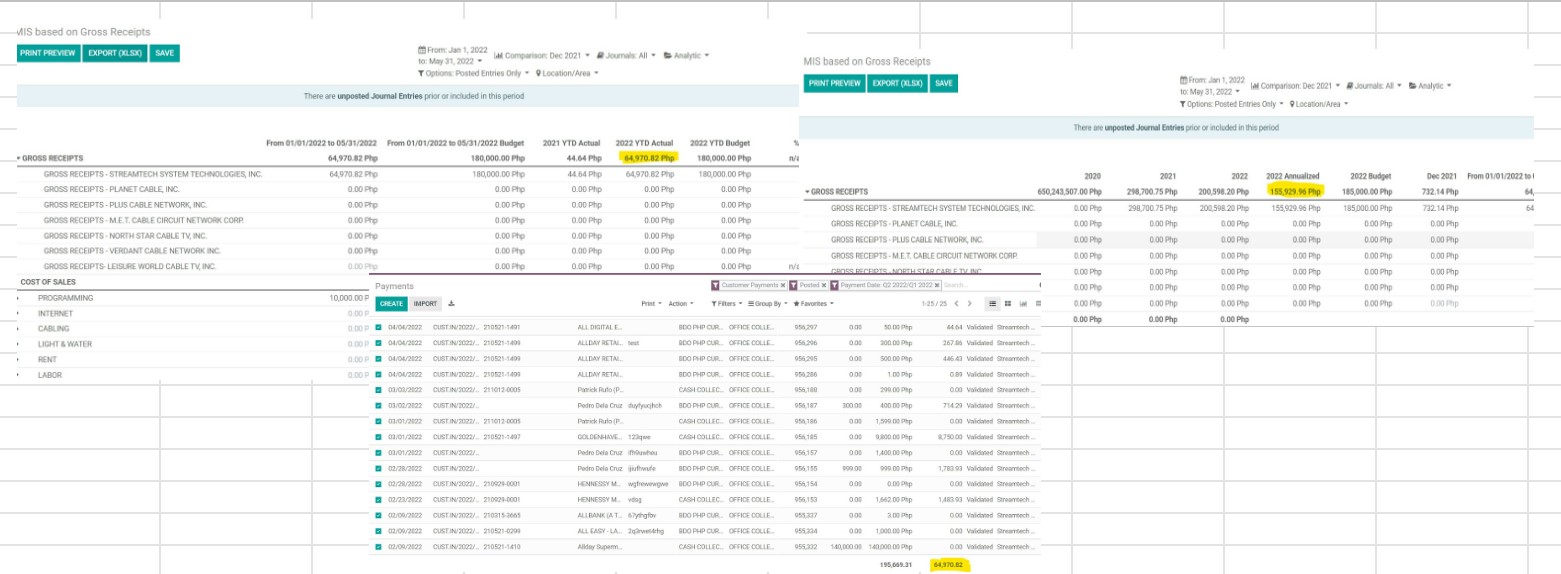 MIS based on Gross Receipts
PRINT PREVIEW EXPORT (XLSX) SAVE
From: Jan 1, 2022
to: May 31, 2022 Comparison: Dec 2021 Journals: All Analytic
Options: Posted Entries Only Location/Area
There are unposted Journal Entries prior or included in this period
From 01/01/2022 to 05/31/2022 From 01/01/2022 to 05/31/2022 Budget 2021 YTD Actual 2022 YTD Actual 2022 YTD Budget %
GROSS RECEIPTS 64,970.82 Php 180,000.00 Php 44.64 Php 64,970.82 Php 180,000.00 Php n/a
GROSS RECEIPTS - STREAMTECH SYSTEM TECHNOLOGIES, INC. 64,970.82 Php 180,000.00 Php 44.64 Php 64,970.82 Php 180,000.00 Php
GROSS RECEIPTS - PLANET CABLE, INC. 0.00 Php 0.00 Php 0.00 Php 0.00 Php 0.00 Php
GROSS RECEIPTS - PLUS CABLE NETWORK, INC. 0.00 Php 0.00 Php 0.00 Php 0.00 Php 0.00 Php
GROSS RECEIPTS - M.E.T. CABLE CIRCUIT NETWORK CORP. 0.00 Php 0.00 Php 0.00 Php 0.00 Php 0.00 Php
GROSS RECEIPTS - NORTH STAR CABLE TV, INC. 0.00 Php 0.00 Php 0.00 Php 0.00 Php 0.00 Php
GROSS RECEIPTS - VERDANT CABLE NETWORK INC. 0.00 Php 0.00 Php 0.00 Php 0.00 Php 0.00 Php
GROSS RECEIPTS- LEISURE WORLD CABLE TV, INC. 0.00 Php 0.00 Php 0.00 Php 0.00 Php 0.00 Php n/a
COST OF SALES
PROGRAMMING 10,000.00 P
INTERNET 0.00 P
CABLING 0.00 P
LIGHT & WATER 0.00 P
RENT 0.00 P
LABOR 0.00 P
MIS based on Gross Receipts
PRINT PREVIEW EXPORT (XLSX) SAVE
From: Jan 1, 2022
to: May 31, 2022 Comparison: Dec 2021 Journals: All Analytic
Options: Posted Entries Only Location/Area
There are unposted Journal Entries prior or included in this period
2020 2021 2022 2022 Annualized 2022 Budget Dec 2021 From 01/01/2022 to
GROSS RECEIPTS 650,243,507.00 Php 298,700.75 Php 200,598.20 Php 155,929.96 Php 185,000.00 Php 732.14 Php 64,
GROSS RECEIPTS - STREAMTECH SYSTEM TECHNOLOGIES, INC. 0.00 Php 298,700.75 Php 200,598.20 Php 155,929.96 Php 185,000.00 Php 732.14 Php 64
GROSS RECEIPTS - PLANET CABLE, INC. 0.00 Php 0.00 Php 0.00 Php 0.00 Php 0.00 Php 0.00 Php
GROSS RECEIPTS - PLUS CABLE NETWORK, INC. 0.00 Php 0.00 Php 0.00 Php 0.00 Php 0.00 Php 0.00 Php
GROSS RECEIPTS - M.E.T. CABLE CIRCUIT NETWORK CORP. 0.00 Php 0.00 Php 0.00 Php 0.00 Php 0.00 Php 0.00 Php
GROSS RECEIPTS - NORTH STAR CABLE TV, INC. 0.00 Php 0.00 Php 0.00 Php 0.00 Php 0.00 Php 0.00 Php
0.00 Php 0.00 Php 0.00 Php 0.00 Php 0.00 Php 0.00 Php
0.00 Php 0.00 Php 0.00 Php 0.00 Php 0.00 Php 0.00 Php
0.00 Php 0.00 Php 0.00 Php
Payments Customer Payments Posted Payment Date: Q2 2022/Q1 2022 Search...
CREATE IMPORT Print Action Filters Group By Favorites 1-25 / 25
04/04/2022 CUST.IN/2022/... 210521-1491 ALL DIGITAL E... BDO PHP CUR... OFFICE COLLE... 956,297 0.00 50.00 Php 44.64 Validated Streamtech ...
04/04/2022 CUST.IN/2022/... 210521-1499 ALLDAY RETAI... test BDO PHP CUR... OFFICE COLLE... 956,296 0.00 300.00 Php 267.86 Validated Streamtech ...
04/04/2022 CUST.IN/2022/... 210521-1499 ALLDAY RETAI... BDO PHP CUR... OFFICE COLLE... 956,295 0.00 500.00 Php 446.43 Validated Streamtech ...
04/04/2022 CUST.IN/2022/... 210521-1499 ALLDAY RETAI... BDO PHP CUR... OFFICE COLLE... 956,286 0.00 1.00 Php 0.89 Validated Streamtech ...
03/03/2022 CUST.IN/2022/... 211012-0005 Patrick Rufo (P... CASH COLLEC... OFFICE COLLE... 956,188 0.00 299.00 Php 0.00 Validated Streamtech ...
03/02/2022 CUST.IN/2022/... Pedro Dela Cruz duyfyucjhch BDO PHP CUR... OFFICE COLLE... 956,187 300.00 400.00 Php 714.29 Validated Streamtech ...
03/01/2022 CUST.IN/2022/... 211012-0005 Patrick Rufo (P... CASH COLLEC... OFFICE COLLE... 956,186 0.00 1,599.00 Php 0.00 Validated Streamtech ...
03/01/2022 CUST.IN/2022/... 210521-1497 GOLDENHAVE... 123qwe CASH COLLEC... OFFICE COLLE... 956,185 0.00 9,800.00 Php 8,750.00 Validated Streamtech ...
03/01/2022 CUST.IN/2022/... Pedro Dela Cruz BDO PHP CUR... OFFICE COLLE... 956,157 0.00 1,400.00 Php 0.00 Validated Streamtech ...
02/28/2022 CUST.IN/2022/... Pedro Dela Cruz BDO PHP CUR... OFFICE COLLE... 956,155 999.00 999.00 Php 1,783.93 Validated Streamtech ...
02/28/2022 CUST.IN/2022/... 210929-0001 HENNESSY M... wgfrewewgwe BDO PHP CUR... OFFICE COLLE... 956,154 0.00 0.00 Php 0.00 Validated Streamtech ...
02/23/2022 CUST.IN/2022/... 210929-0001 HENNESSY M... vdsg CASH COLLEC... OFFICE COLLE... 956,153 0.00 1,662.00 Php 1,483.93 Validated Streamtech ...
02/09/2022 CUST.IN/2022/... 210315-3665 ALLBANK (A T... 67ythgftv BDO PHP CUR... OFFICE COLLE... 955,337 0.00 3.00 Php 0.00 Validated Streamtech ...
02/09/2022 CUST.IN/2022/... 210521-0299 ALL EASY - LA... 2q3rwet4rhg BDO PHP CUR... OFFICE COLLE... 955,334 0.00 1,000.00 Php 0.00 Validated Streamtech ...
02/09/2022 CUST.IN/2022/... 210521-1410 Allday Superm... CASH COLLEC... OFFICE COLLE... 955,332 140,000.00 140,000.00 Php 0.00 Validated Streamtech ...
195,669.31 64,970.82